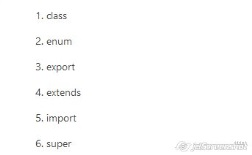 1. class
2. enum
3. export
4. extends
5. import
6. super